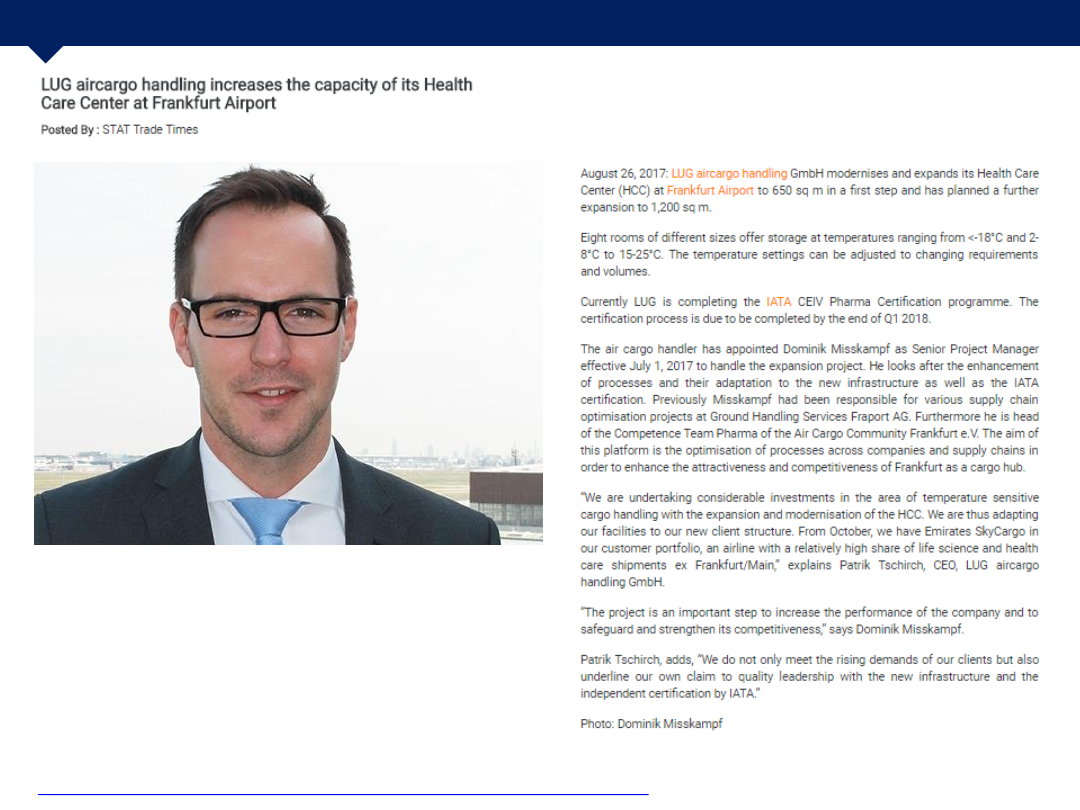 LUG aircargo handling increases the capacity of its Health
Care Center at Frankfurt Airport
Posted By : STAT Trade Times
August 26, 2017: LUG aircargo handling GmbH modernises and expands its Health Care
Center (HCC) at Frankfurt Airport to 650 sq m in a first step and has planned a further
expansion to 1,200 sq m.
Eight rooms of different sizes offer storage at temperatures ranging from <-18°C and 2-
8°C to 15-25°C. The temperature settings can be adjusted to changing requirements
and volumes.
Currently LUG is completing the IATA CEIV Pharma Certification programme. The
certification process is due to be completed by the end of Q1 2018.
The air cargo handler has appointed Dominik Misskampf as Senior Project Manager
effective July 1, 2017 to handle the expansion project. He looks after the enhancement
of processes and their adaptation to the new infrastructure as well as the IATA
certification. Previously Misskampf had been responsible for various supply chain
optimisation projects at Ground Handling Services Fraport AG. Furthermore he is head
of the Competence Team Pharma of the Air Cargo Community Frankfurt e.V. The aim of
this platform is the optimisation of processes across companies and supply chains in
order to enhance the attractiveness and competitiveness of Frankfurt as a cargo hub.
“We are undertaking considerable investments in the area of temperature sensitive
cargo handling with the expansion and modernisation of the HCC. We are thus adapting
our facilities to our new client structure. From October, we have Emirates SkyCargo in
our customer portfolio, an airline with a relatively high share of life science and health
care shipments ex Frankfurt/Main,” explains Patrik Tschirch, CEO, LUG aircargo
handling GmbH.
“The project is an important step to increase the performance of the company and to
safeguard and strengthen its competitiveness,” says Dominik Misskampf.
Patrik Tschirch, adds, “We do not only meet the rising demands of our clients but also
underline our own claim to quality leadership with the new infrastructure and the
independent certification by IATA.”
Photo: Dominik Misskampf